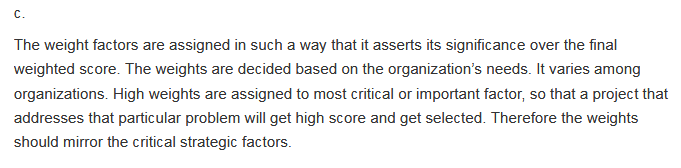 c.
The weight factors are assigned in such a way that it asserts its significance over the final
weighted score. The weights are decided based on the organization's needs. It varies among
organizations. High weights are assigned to most critical or important factor, so that a project that
addresses that particular problem will get high score and get selected. Therefore the weights
should mirror the critical strategic factors.